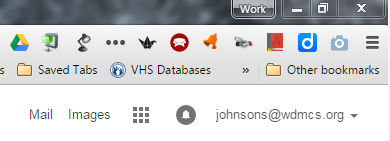 Work
Saved Tabs VHS Databases » Other bookmarks
Mail Images johnsons@wdmcs.org